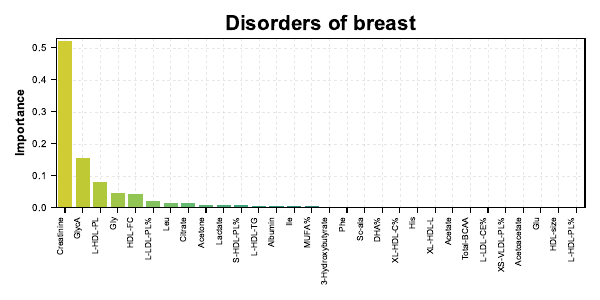 Disorders of breast
Importance
0.5
0.4
0.3
0.2
0.1
0.0
Creatinine
GlycA
L-HDL-PL
Gly
HDL-FC
L-LDL-PL%
Leu
Citrate
Acetone
Lactate
S-HDL-PL%
L-HDL-TG
Albumin
Ile
MUFA%
3-Hydroxybutyrate
Phe
So-ala
DHA%
XL-HDL-C%
His
XL-HDL-L
Acetate
Total-BCAA
L-LDL-CE%
XS-VLDL-PL%
Acetoacetate
Glu
HDL-size
L-HDL-PL%